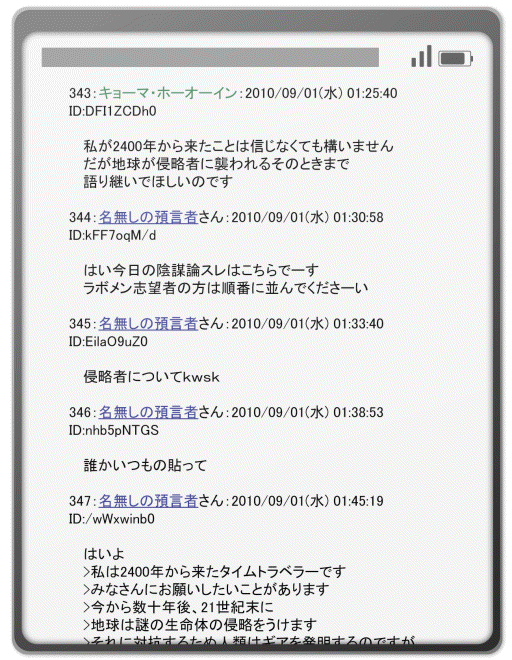 343：キョーマ・ホーオーイン：2010/09/01(水) 01:25:40
ID:DFI1ZCDh0
私が2400年から来たことは信じなくても構いません
だが地球が侵略者に襲われるそのときまで
語り継いでほしいのです
344：名無しの預言者さん：2010/09/01(水) 01:30:58
ID:kFF7oqM/d
はい今日の陰謀論スレはこちらでーす
ラボメン志望者の方は順番に並んでくださーい
345：名無しの預言者さん：2010/09/01(水) 01:33:40
ID:EilaO9uZ0
侵略者についてｋｗｓｋ
346：名無しの預言者さん：2010/09/01(水) 01:38:53
ID:nhb5pNTGS
誰かいつもの貼って
347：名無しの預言者さん：2010/09/01(水) 01:45:19
ID:/wWxwinb0
はいよ
>私は2400年から来たタイムトラベラーです
>みなさんにお願いしたいことがあります
>今から数十年後、21世紀末に
>地球は謎の生命体の侵略をうけます
>それに対抗するため人類はギアを発明するのですが